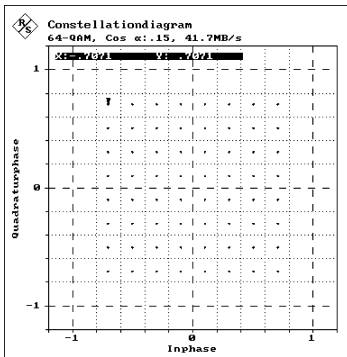 R S
Constellationdiagram
64-QAM, Cos α:.15, 41.7MB/s
X:-.7071 Y: .7071
1
0
-1
Quadraturphase
-1 0 1
Inphase